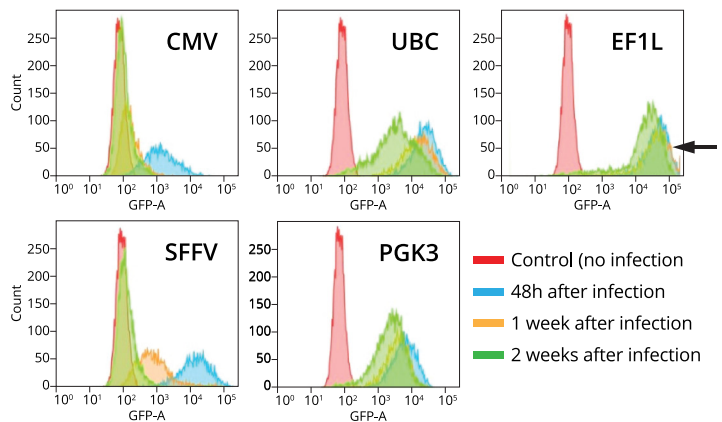 CMV
UBC
EF1L
Count
250
200
150
100
50
0
10⁰ 10¹ 10² 10³ 10⁴ 10⁵
GFP-A
250
200
150
100
50
0
10⁰ 10¹ 10² 10³ 10⁴ 10⁵
GFP-A
250
200
150
100
50
0
10⁰ 10¹ 10² 10³ 10⁴ 10⁵
GFP-A
SFFV
PGK3
Count
250
200
150
100
50
0
10⁰ 10¹ 10² 10³ 10⁴ 10⁵
GFP-A
250
200
150
100
50
0
10⁰ 10¹ 10² 10³ 10⁴ 10⁵
GFP-A
Control (no infection
48h after infection
1 week after infection
2 weeks after infection